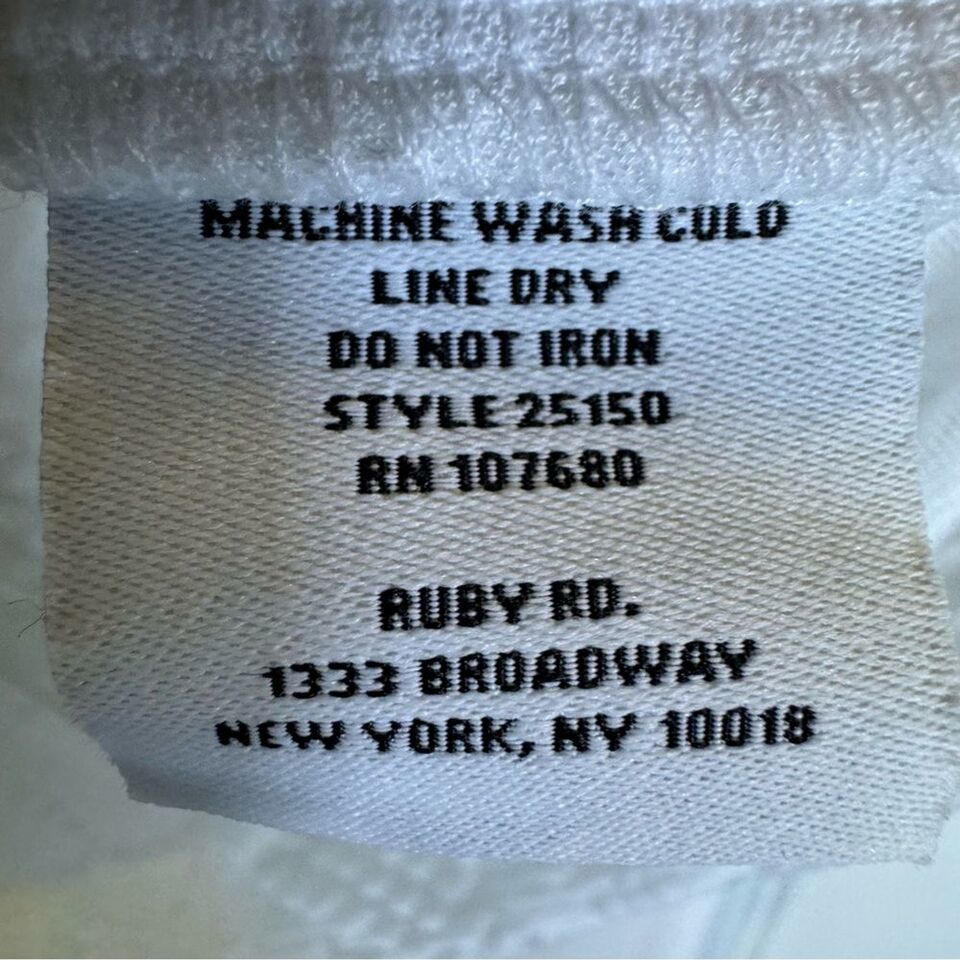 MACHINE WASH COLD
LINE DRY
DO NOT IRON
STYLE 25150
RN 107680

RUBY RD.
1333 BROADWAY
NEW YORK, NY 10018